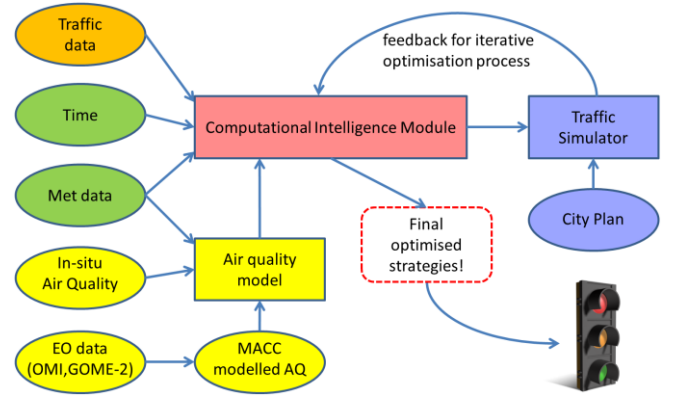 Traffic
data
feedback for iterative
optimisation process
Time
Computational Intelligence Module
Traffic
Simulator
Met data
City Plan
Final
optimised
strategies!
In-situ
Air Quality
Air quality
model
EO data
(OMI,GOME-2)
MACC
modelled AQ